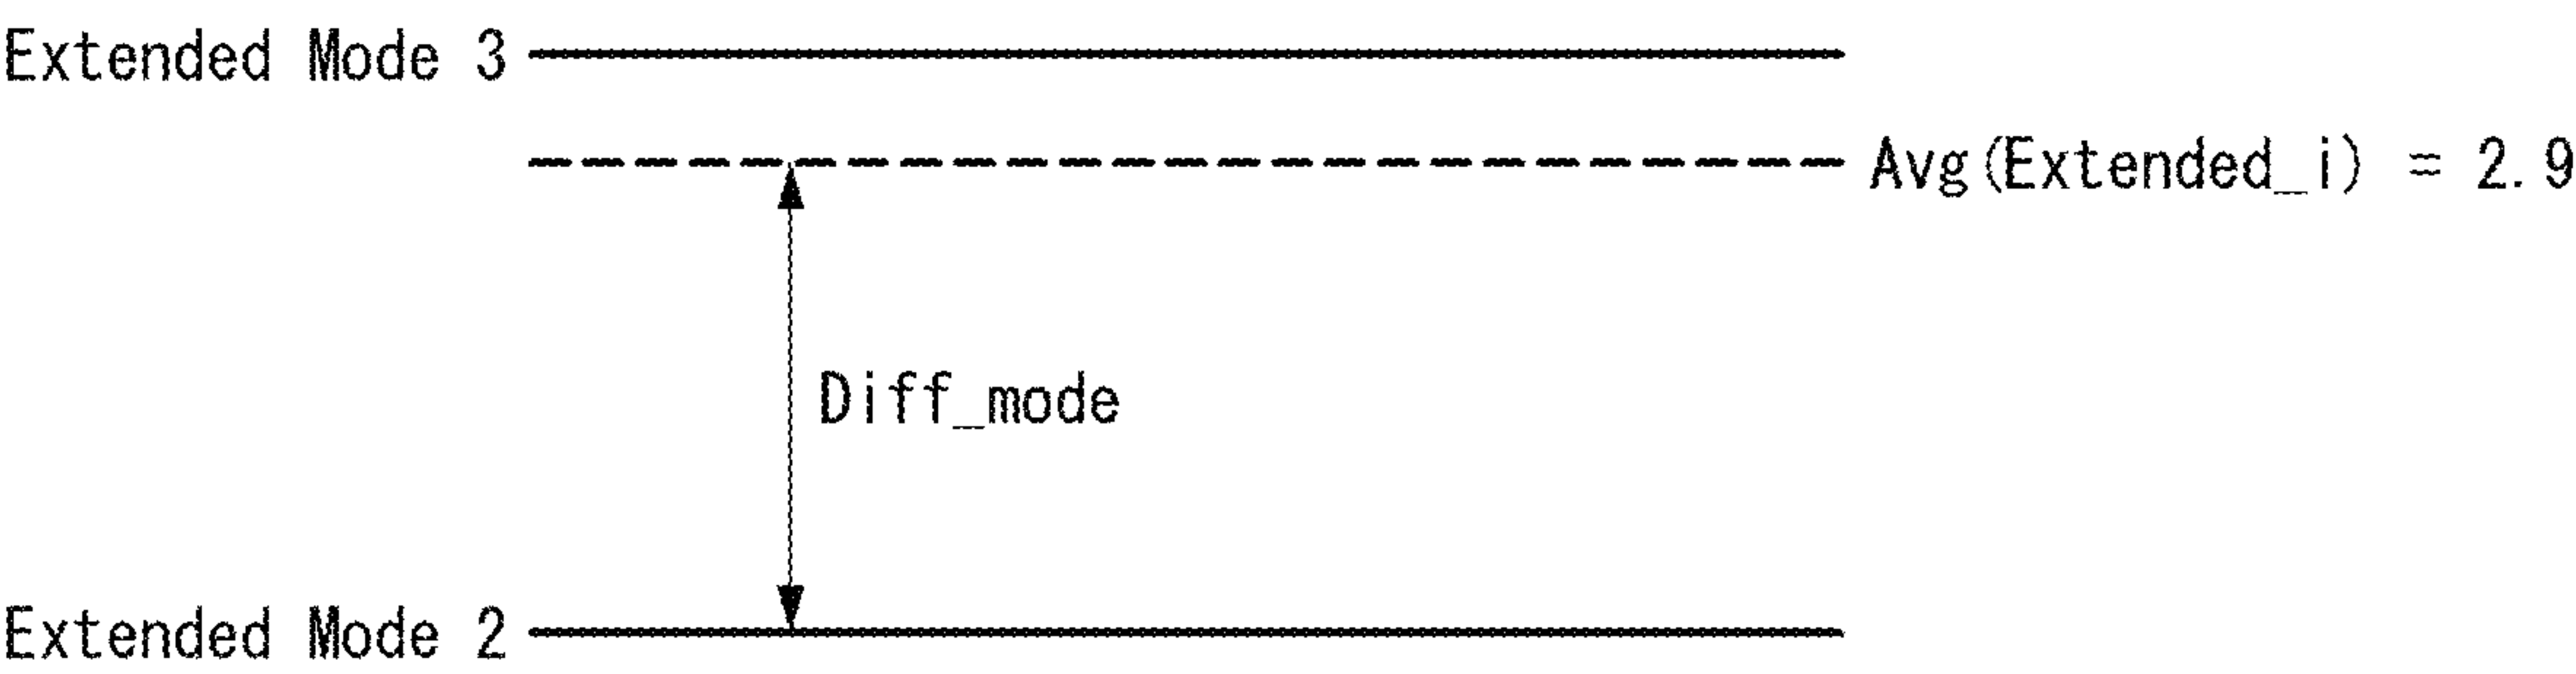 Extended Mode 3
Avg(Extended_i) = 2.9
Diff_mode
Extended Mode 2